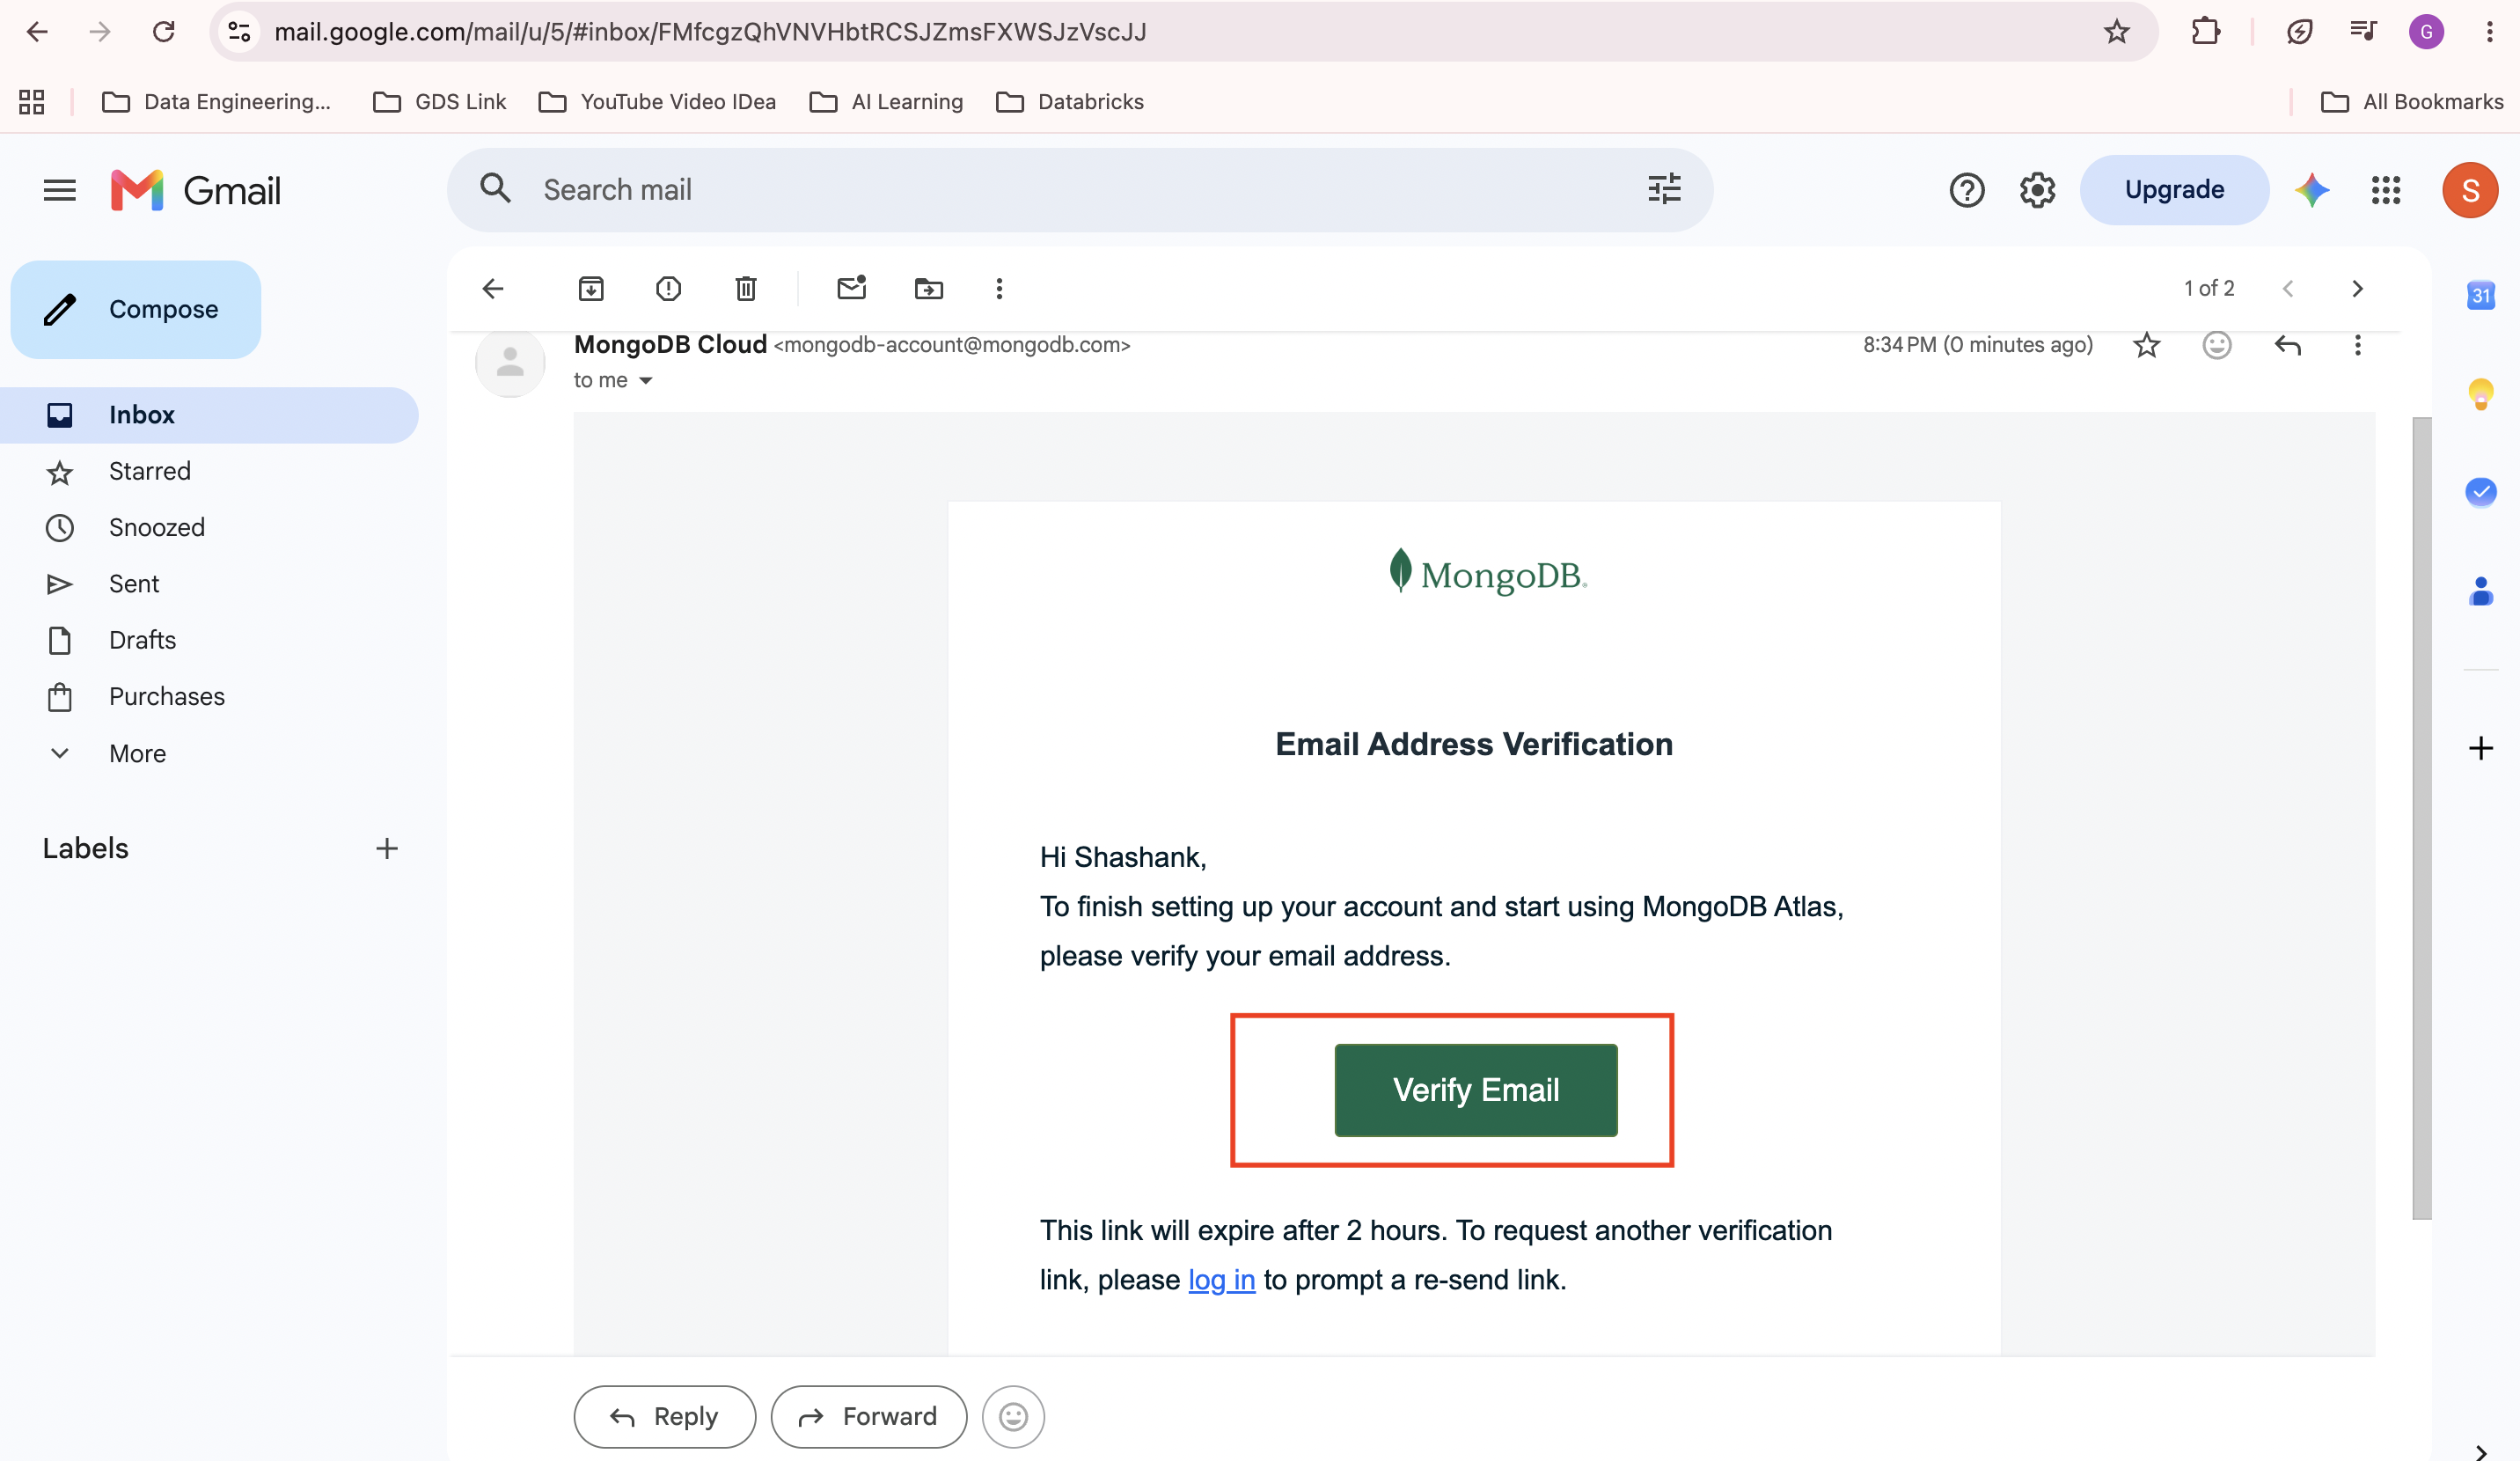 mail.google.com/mail/u/5/#inbox/FMfcgzQhVNVHbtRCSJZmsFXWSJzVscJJ
G
Data Engineering...
GDS Link
YouTube Video IDea
AI Learning
Databricks
All Bookmarks
Gmail
Search mail
Upgrade
S
Compose
1 of 2
31
MongoDB Cloud <mongodb-account@mongodb.com>
8:34 PM (0 minutes ago)
to me
Inbox
Starred
Snoozed
Sent
Drafts
Purchases
More
Labels
MongoDB®
Email Address Verification
Hi Shashank,
To finish setting up your account and start using MongoDB Atlas,
please verify your email address.
Verify Email
This link will expire after 2 hours. To request another verification
link, please log in to prompt a re-send link.
Reply
Forward